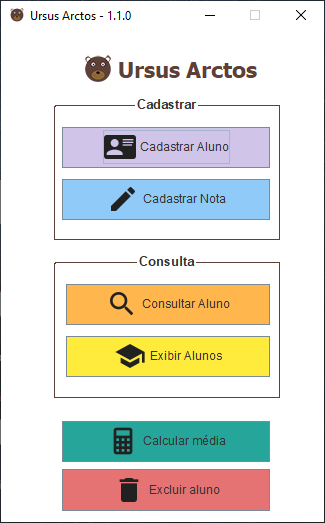 Ursus Arctos - 1.1.0
Ursus Arctos
Cadastrar
Cadastrar Aluno
Cadastrar Nota
Consulta
Consultar Aluno
Exibir Alunos
Calcular média
Excluir aluno